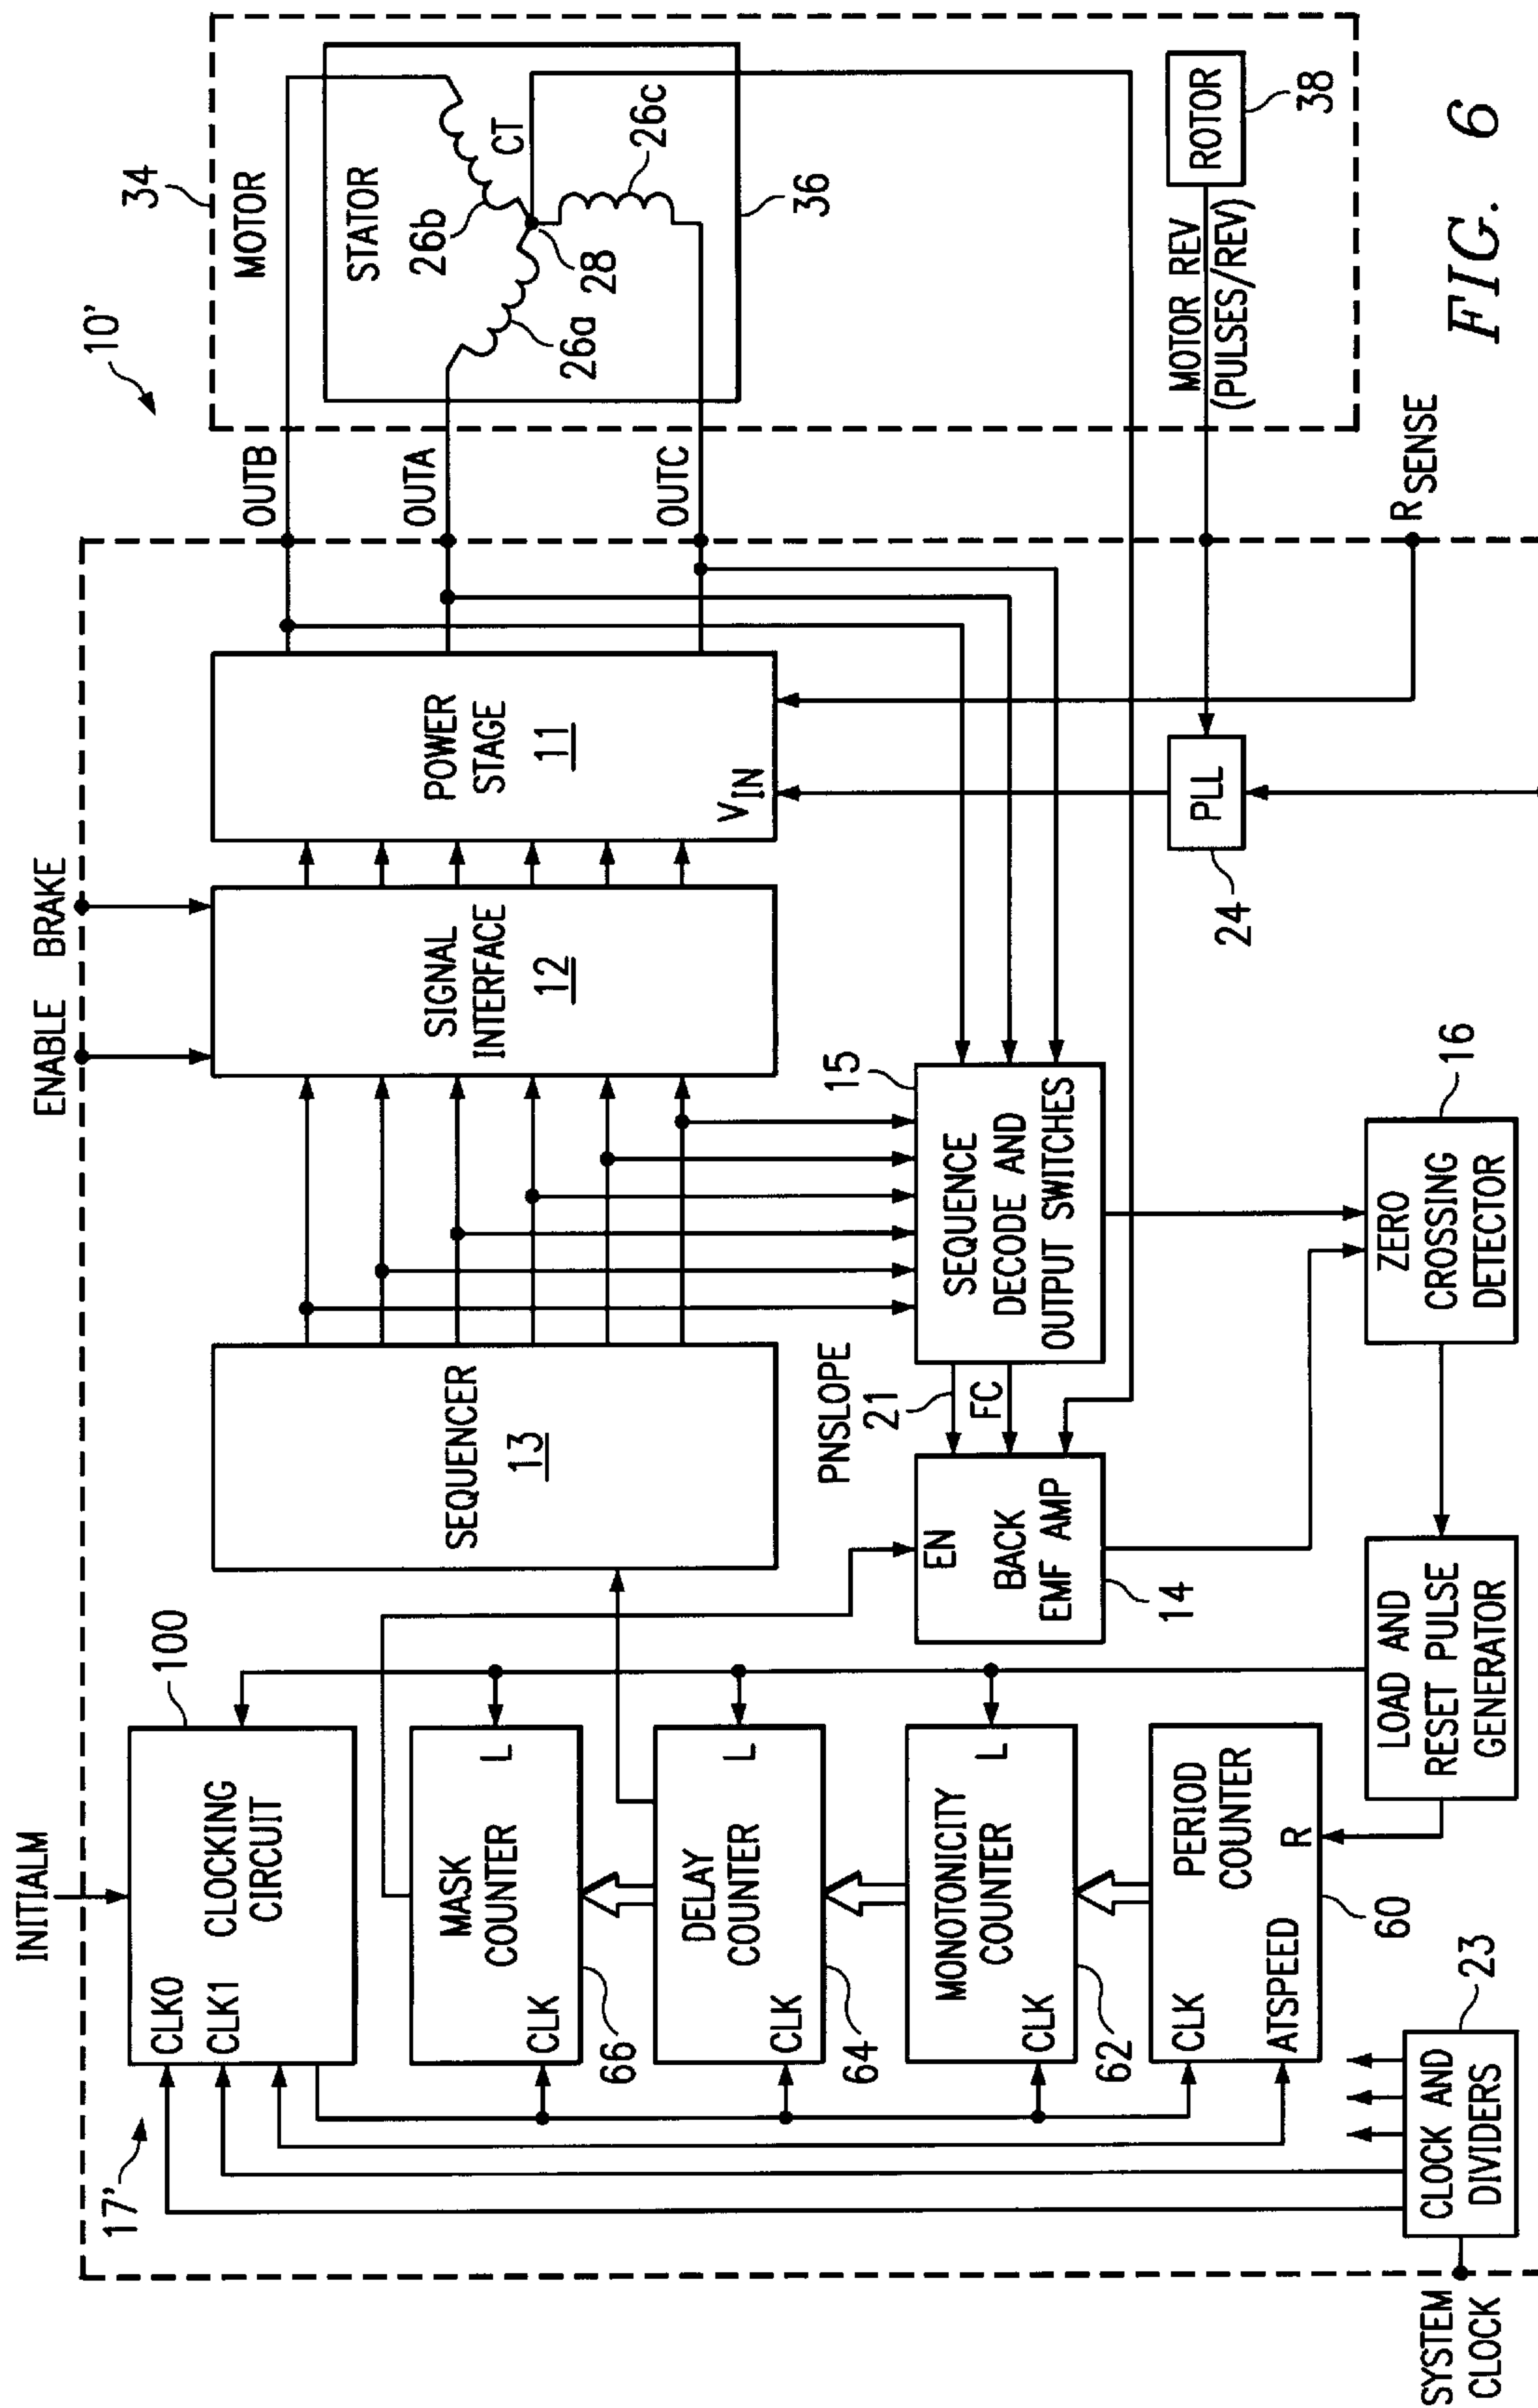 10'
34
MOTOR
STATOR
26b
CT
26a
28
26c
36
OUTB
OUTA
OUTC
MOTOR REV
(PULSES/REV)
ROTOR
38
RSENSE
ENABLE
BRAKE
POWER
STAGE
11
VIN
SIGNAL
INTERFACE
12
SEQUENCER
13
PLL
24
15
SEQUENCE
DECODE AND
OUTPUT SWITCHES
PNSLOPE
21
FC
EN
BACK
EMF AMP
14
16
ZERO
CROSSING
DETECTOR
LOAD AND
RESET PULSE
GENERATOR
INITIALM
100
CLK0
CLK1
CLOCKING
CIRCUIT
17'
MASK
COUNTER
L
CLK
66
DELAY
COUNTER
L
CLK
64
MONOTONICITY
COUNTER
L
CLK
62
PERIOD
COUNTER
CLK
ATSPEED
R
60
23
CLOCK AND
DIVIDERS
SYSTEM
CLOCK
FIG. 6